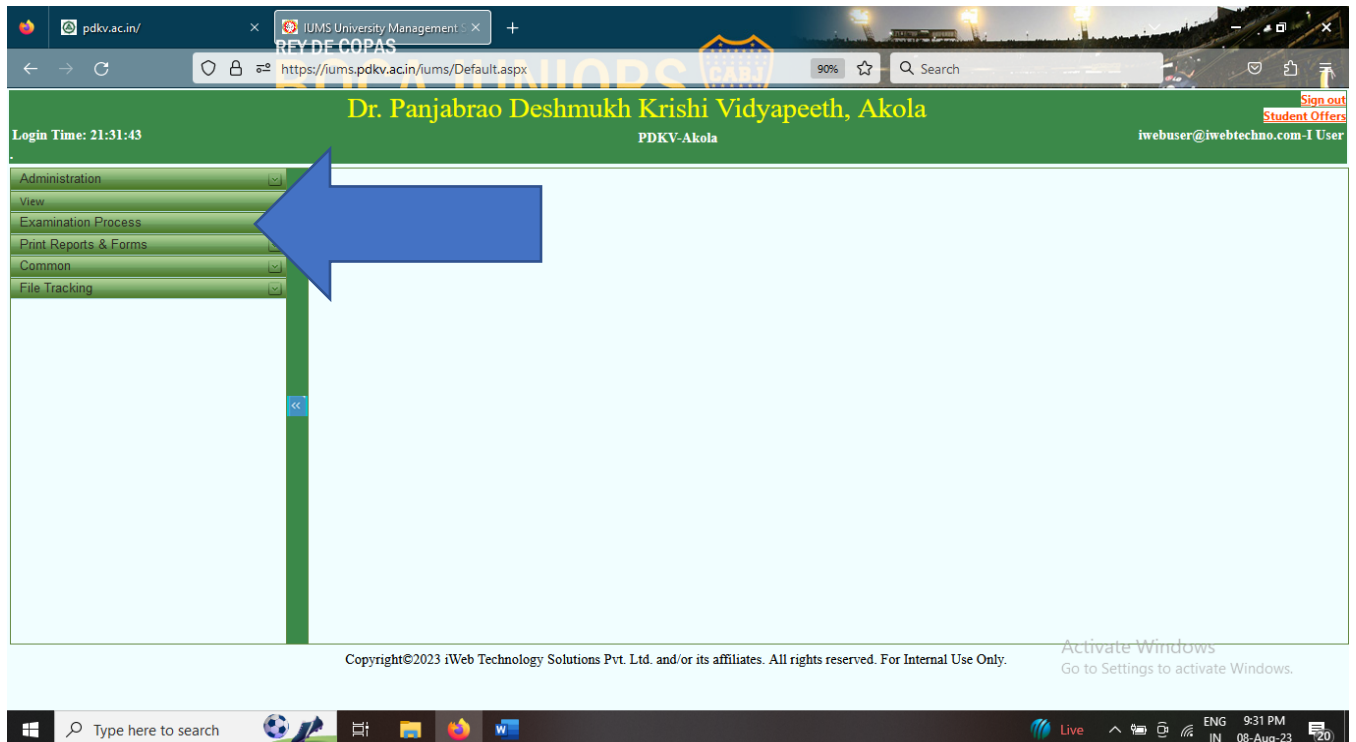 pdkv.ac.in/
IUMS University Management S
REY DE COPAS
BOCA JUNIORS
CABJ
https://iums.pdkv.ac.in/iums/Default.aspx
90%
Search
Dr. Panjabrao Deshmukh Krishi Vidyapeeth, Akola
Sign out
Student Offers
Login Time: 21:31:43
PDKV-Akola
iwebuser@iwebtechno.com-I User
.
Administration
View
Examination Process
Print Reports & Forms
Common
File Tracking
«
Copyright©2023 iWeb Technology Solutions Pvt. Ltd. and/or its affiliates. All rights reserved. For Internal Use Only.
Activate Windows
Go to Settings to activate Windows.
Type here to search
Live
ENG
IN
9:31 PM
08-Aug-23
20